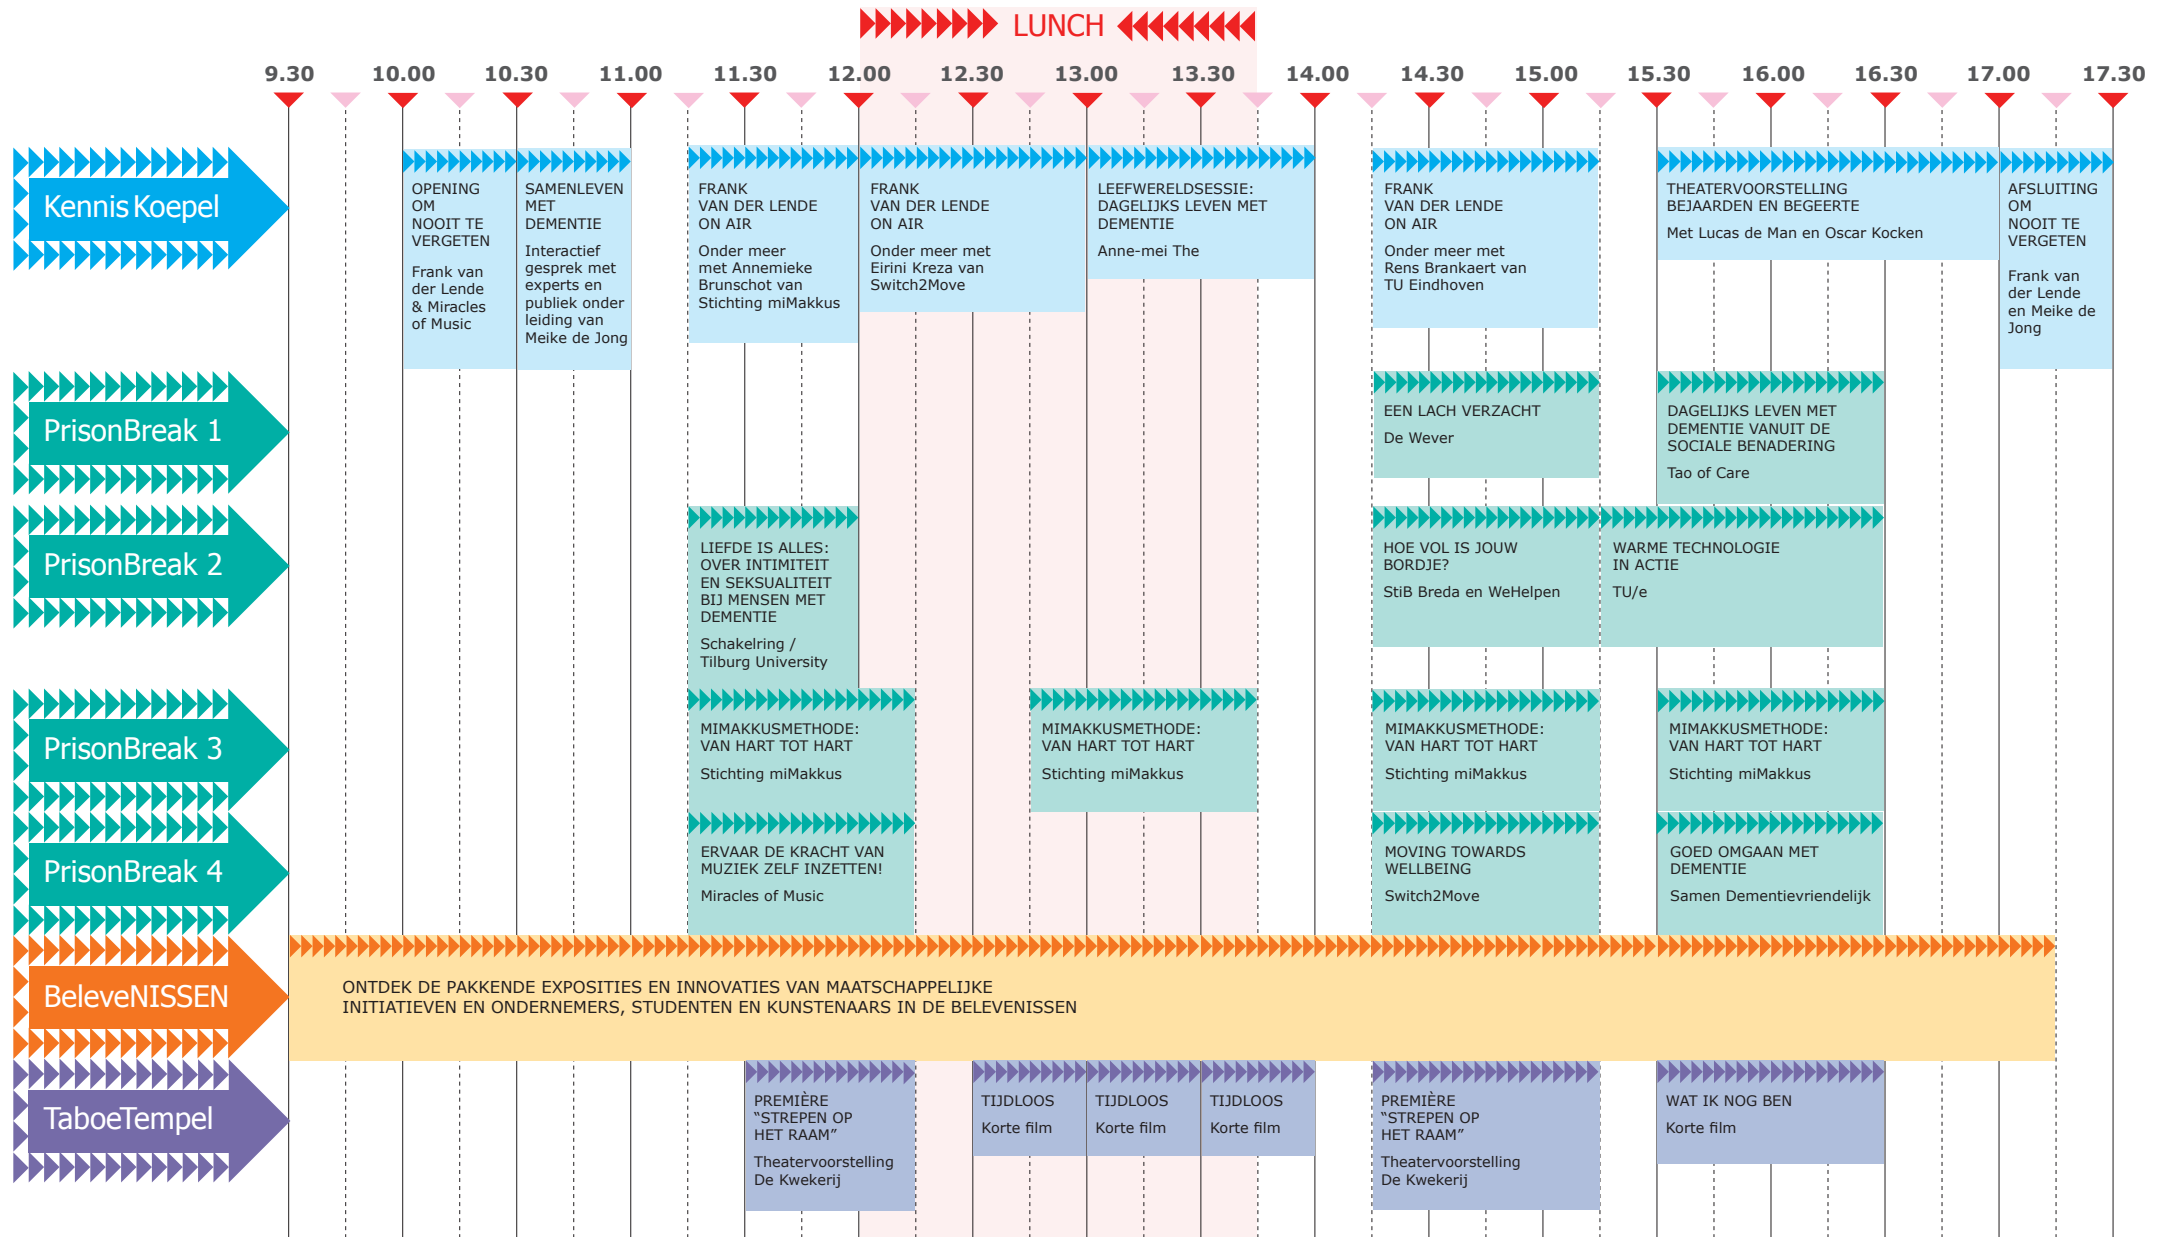 LUNCH
9.30 10.00 10.30 11.00 11.30 12.00 12.30 13.00 13.30 14.00 14.30 15.00 15.30 16.00 16.30 17.00 17.30
Kennis Koepel
OPENING
OM
NOOIT TE
VERGETEN
Frank van
der Lende
& Miracles
of Music
SAMENLEVEN
MET
DEMENTIE
Interactief
gesprek met
experts en
publiek onder
leiding van
Meike de Jong
FRANK
VAN DER LENDE
ON AIR
Onder meer
met Annemieke
Brunschot van
Stichting miMakkus
FRANK
VAN DER LENDE
ON AIR
Onder meer met
Eirini Kreza van
Switch2Move
LEEFWERELDSESSIE:
DAGELIJKS LEVEN MET
DEMENTIE
Anne-mei The
FRANK
VAN DER LENDE
ON AIR
Onder meer met
Rens Brankaert van
TU Eindhoven
THEATERVOORSTELLING
BEJAARDEN EN BEGEERTE
Met Lucas de Man en Oscar Kocken
AFSLUITING
OM
NOOIT TE
VERGETEN
Frank van
der Lende
en Meike de
Jong
PrisonBreak 1
EEN LACH VERZACHT
De Wever
DAGELIJKS LEVEN MET
DEMENTIE VANUIT DE
SOCIALE BENADERING
Tao of Care
PrisonBreak 2
LIEFDE IS ALLES:
OVER INTIMITEIT
EN SEKSUALITEIT
BIJ MENSEN MET
DEMENTIE
Schakelring /
Tilburg University
HOE VOL IS JOUW
BORDJE?
StiB Breda en WeHelpen
WARME TECHNOLOGIE
IN ACTIE
TU/e
PrisonBreak 3
MIMAKKUSMETHODE:
VAN HART TOT HART
Stichting miMakkus
MIMAKKUSMETHODE:
VAN HART TOT HART
Stichting miMakkus
MIMAKKUSMETHODE:
VAN HART TOT HART
Stichting miMakkus
MIMAKKUSMETHODE:
VAN HART TOT HART
Stichting miMakkus
PrisonBreak 4
ERVAAR DE KRACHT VAN
MUZIEK ZELF INZETTEN!
Miracles of Music
MOVING TOWARDS
WELLBEING
Switch2Move
GOED OMGAAN MET
DEMENTIE
Samen Dementievriendelijk
BeleveNISSEN
ONTDEK DE PAKKENDE EXPOSITIES EN INNOVATIES VAN MAATSCHAPPELIJKE
INITIATIEVEN EN ONDERNEMERS, STUDENTEN EN KUNSTENAARS IN DE BELEVENISSEN
TaboeTempel
PREMIÈRE
“STREPEN OP
HET RAAM”
Theatervoorstelling
De Kwekerij
TIJDLOOS
Korte film
TIJDLOOS
Korte film
TIJDLOOS
Korte film
PREMIÈRE
“STREPEN OP
HET RAAM”
Theatervoorstelling
De Kwekerij
WAT IK NOG BEN
Korte film